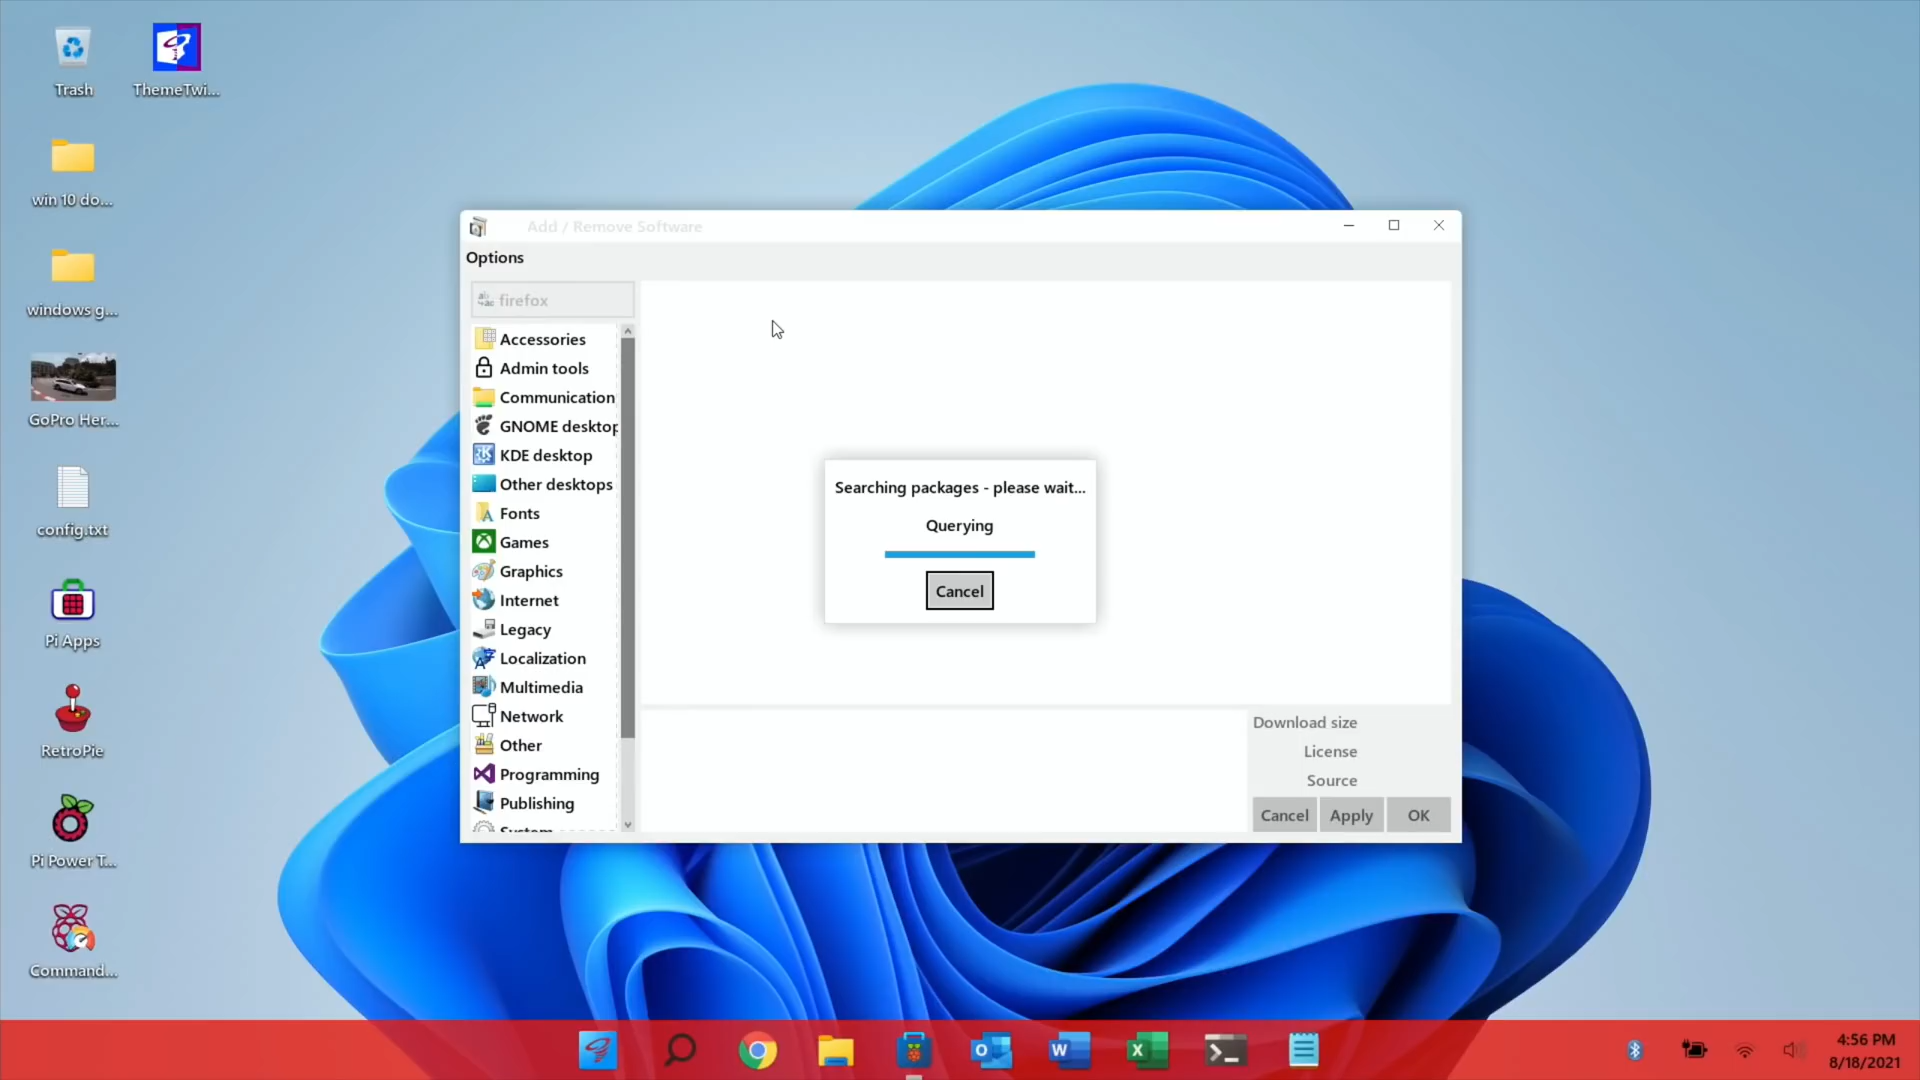 Trash
ThemeTwi...
win 10 do...
windows g...
GoPro Her...
config.txt
Pi Apps
RetroPie
Pi Power T...
Command...
Add / Remove Software
Options
firefox
Accessories
Admin tools
Communication
GNOME desktop
KDE desktop
Other desktops
Fonts
Games
Graphics
Internet
Legacy
Localization
Multimedia
Network
Other
Programming
Publishing
System
Searching packages - please wait...
Querying
Cancel
Download size
License
Source
Cancel
Apply
OK
4:56 PM
8/18/2021